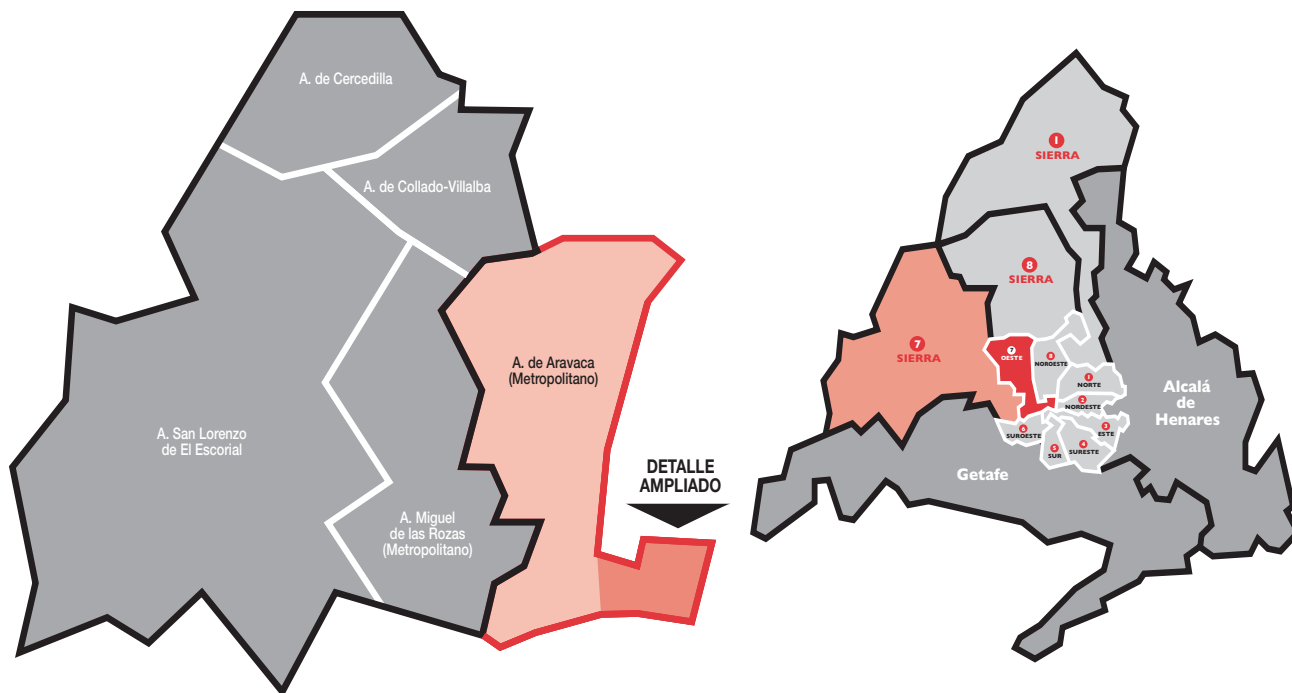 A. de Cercedilla
A. de Collado-Villalba
A. de Aravaca
(Metropolitano)
A. San Lorenzo
de El Escorial
A. Miguel
de las Rozas
(Metropolitano)
DETALLE
AMPLIADO
1
SIERRA
8
SIERRA
7
SIERRA
7
OESTE
8
NOROESTE
1
NORTE
2
NORDESTE
3
ESTE
4
SURESTE
5
SUR
6
SUROESTE
Alcalá
de
Henares
Getafe